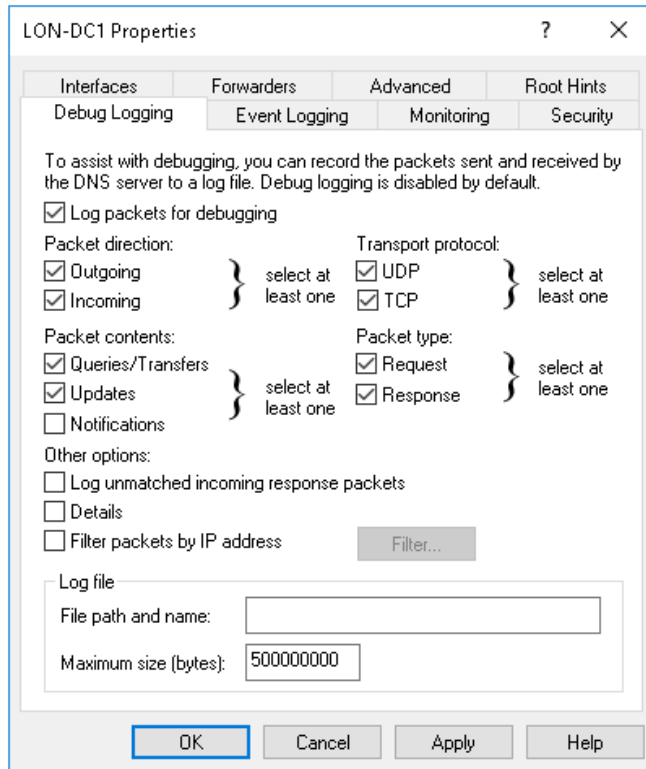 LON-DC1 Properties
?
Interfaces
Forwarders
Advanced
Root Hints
Debug Logging
Event Logging
Monitoring
Security
To assist with debugging, you can record the packets sent and received by
the DNS server to a log file. Debug logging is disabled by default.
Log packets for debugging
Packet direction:
Outgoing
Incoming
select at
least one
Transport protocol:
UDP
TCP
select at
least one
Packet contents:
Queries/Transfers
Updates
Notifications
select at
least one
Packet type:
Request
Response
select at
least one
Other options:
Log unmatched incoming response packets
Details
Filter packets by IP address
Filter...
Log file
File path and name:
Maximum size (bytes):
500000000
OK
Cancel
Apply
Help